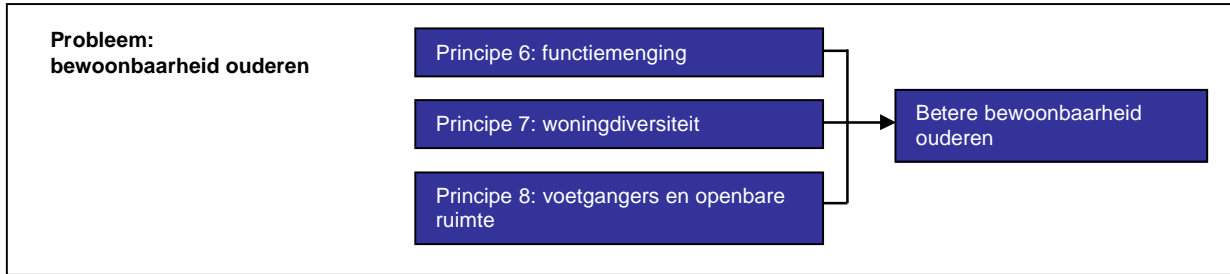 Probleem:
bewoonbaarheid ouderen
Principe 6: functiemenging
Principe 7: woningdiversiteit
Principe 8: voetgangers en openbare
ruimte
Betere bewoonbaarheid
ouderen